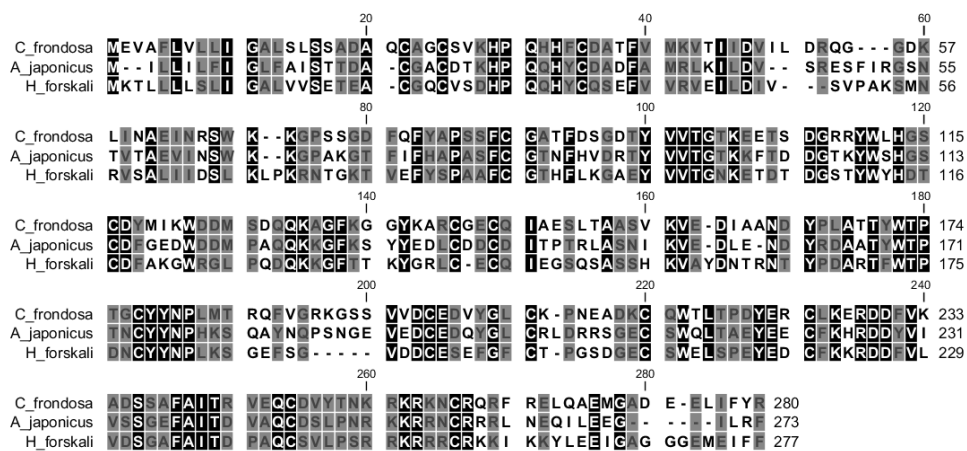 20 40 60
C_frondosa MEVAFLVLLI GALSLSSADA QCAGCSVKHP QHHFCDATFV MKVTIIDVIL DRQG---GDK 57
A_japonicus M--ILLILFI GLFAISTTDA -CGACDTKHP QQHYCDADFA MRLKILDV-- SRESFIRGSN 55
H_forskali MKTLLLLSLI GALVVSETEA -CGQCVSDHP QQHYCQSEFV VRVEILDIV- -SVPAKSMN 56
80 100 120
C_frondosa LINAEINRSW K--KGPSSGD FQFYAPSSFC GATFDSGDTY VVTGTKEETS DGRRYWLHGS 115
A_japonicus TVTAEVINSW K--KGPAKGT FIFHAPASFC GTNFHVDRTY VVTGTKKFTD DGTKYWSHGS 113
H_forskali RVSALIIDSL KLPKRNTGKT VEFYSPAAFC GTHFLKGAEY VVTGNKETDT DGSTYWYHDT 116
140 160 180
C_frondosa CDYMIKWDDM SDQQKAGFKG GYKARCGECQ IAESLTAASV KVE-DIAAND YPLATTYWTP 174
A_japonicus CDFGEDWDDM PAQQKKGFKS YYEDLCDDCD ITPTRLASNI KVE-DLE-ND YRDAATYWTP 171
H_forskali CDFAKGWRGL PQDQKKGFTT KYGRLC-ECQ IEGSQSASSH KVAYDNTRNT YPDARTFWTP 175
200 220 240
C_frondosa TGCYYNPLMT RQFVGRKGSS VVDCEDQYGL CK-PNEADKC QWTLTPDYER CLKERDDFVK 233
A_japonicus TNCYYNPHKS QAYNQPSNGE VEDCEDVYGL CRLDRRSGEC SWQLTAEYEE CFKHRDDYVI 231
H_forskali DNCYYNPLKS GEFSG----- VDDCESEFGF CT-PGSDGEC SWELSPEYED CFKKRDDFVL 229
260 280
C_frondosa ADSSAFAITR VEQCDVYTNK RKRKNCRQRF RELQAEMGAD E-ELIFYR 280
A_japonicus VSSGEFAITD VAQCDSLPNR KKRRNCRRRL NEQILEEG-- ---ILRF 273
H_forskali VDSGAFAITD PAQCSVLPSR RKRRCRKKI KKYLEEIGAG GGEMEIFF 277